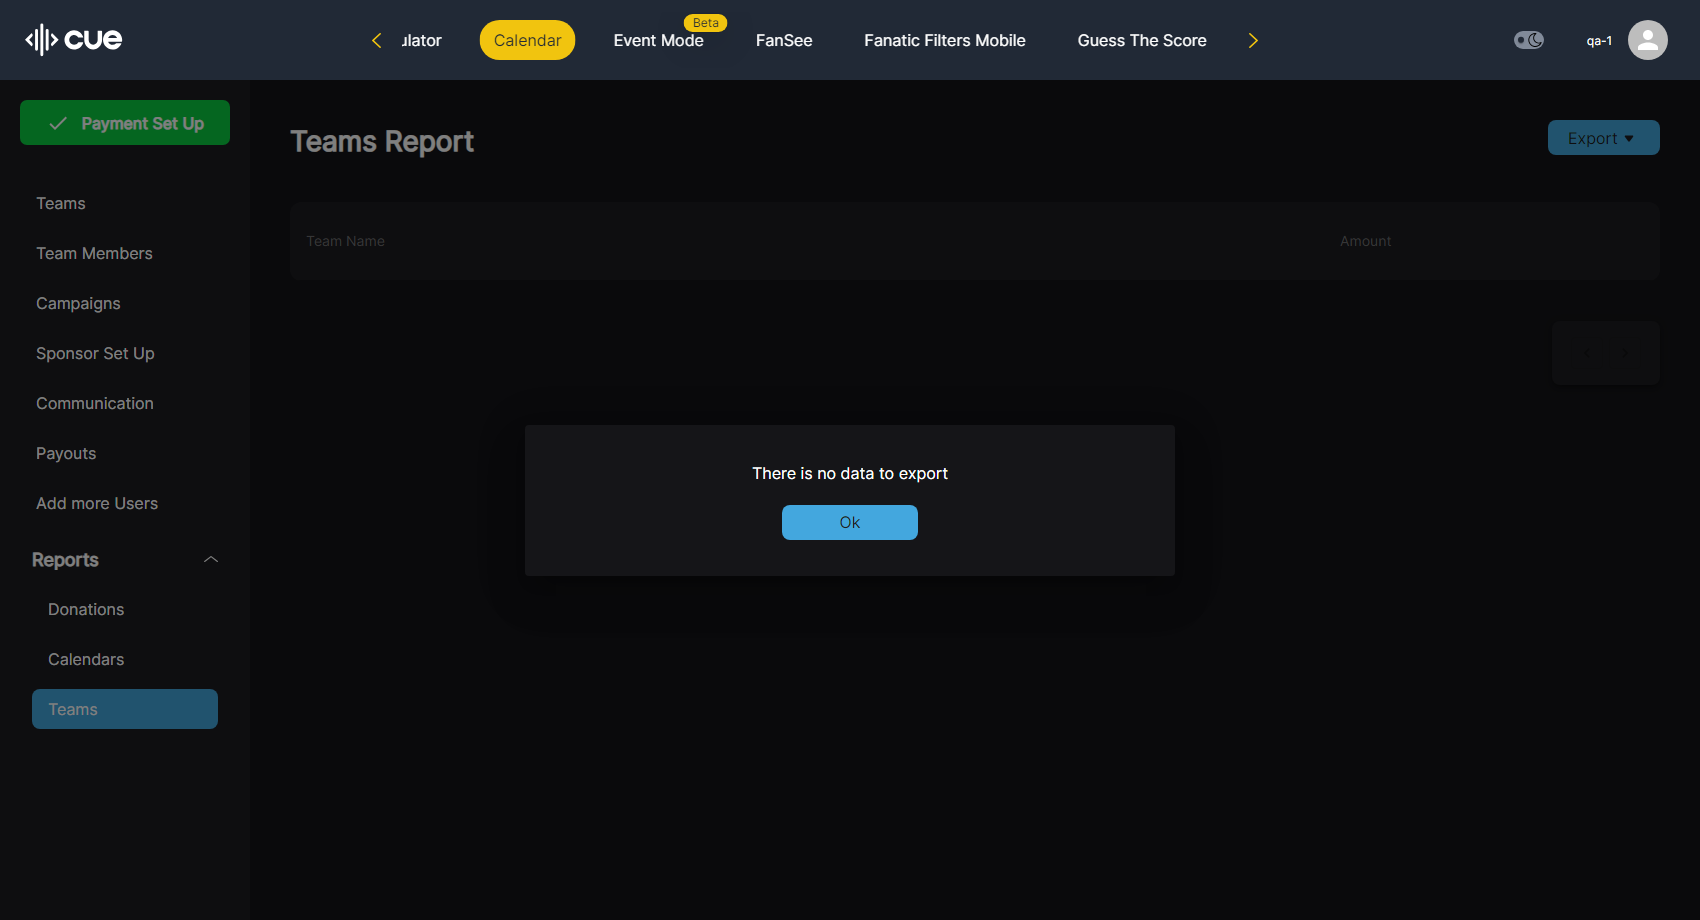 cue
ulator
Calendar
Event Mode
Beta
FanSee
Fanatic Filters Mobile
Guess The Score
qa-1
Payment Set Up
Teams Report
Export
Teams
Team Members
Campaigns
Sponsor Set Up
Communication
Payouts
Add more Users
Reports
Donations
Calendars
Teams
Team Name
Amount
There is no data to export
Ok